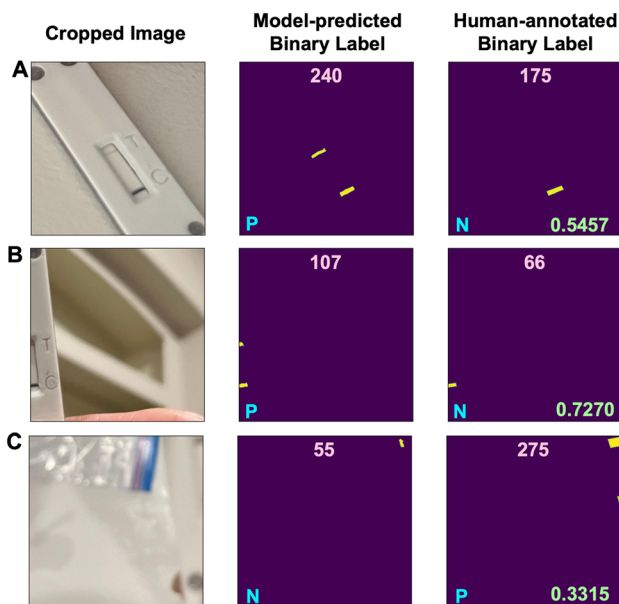 Cropped Image
Model-predicted
Binary Label
Human-annotated
Binary Label
A
T
C
240
P
175
N
0.5457
B
T
C
107
P
66
N
0.7270
C
55
N
275
P
0.3315